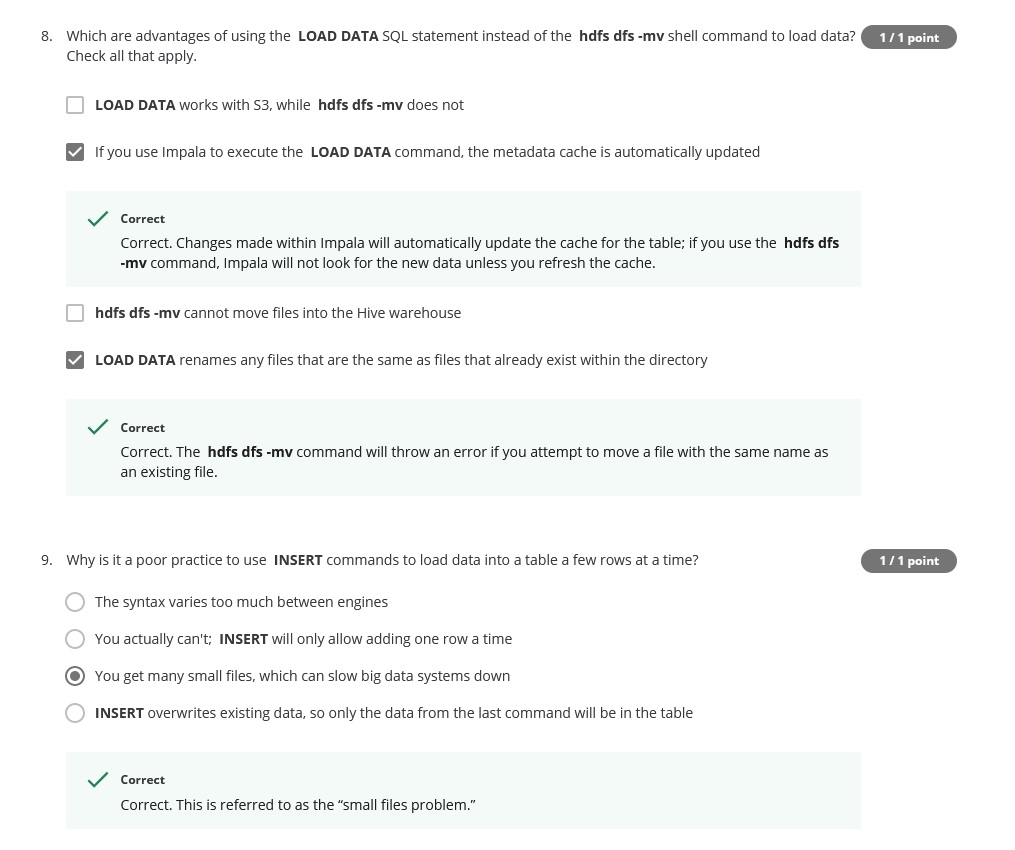 8. Which are advantages of using the LOAD DATA SQL statement instead of the hdfs dfs -mv shell command to load data? 1 / 1 point
Check all that apply.
LOAD DATA works with S3, while hdfs dfs -mv does not
If you use Impala to execute the LOAD DATA command, the metadata cache is automatically updated
Correct
Correct. Changes made within Impala will automatically update the cache for the table; if you use the hdfs dfs
-mv command, Impala will not look for the new data unless you refresh the cache.
hdfs dfs -mv cannot move files into the Hive warehouse
LOAD DATA renames any files that are the same as files that already exist within the directory
Correct
Correct. The hdfs dfs -mv command will throw an error if you attempt to move a file with the same name as
an existing file.
9. Why is it a poor practice to use INSERT commands to load data into a table a few rows at a time? 1 / 1 point
The syntax varies too much between engines
You actually can't; INSERT will only allow adding one row a time
You get many small files, which can slow big data systems down
INSERT overwrites existing data, so only the data from the last command will be in the table
Correct
Correct. This is referred to as the “small files problem.”